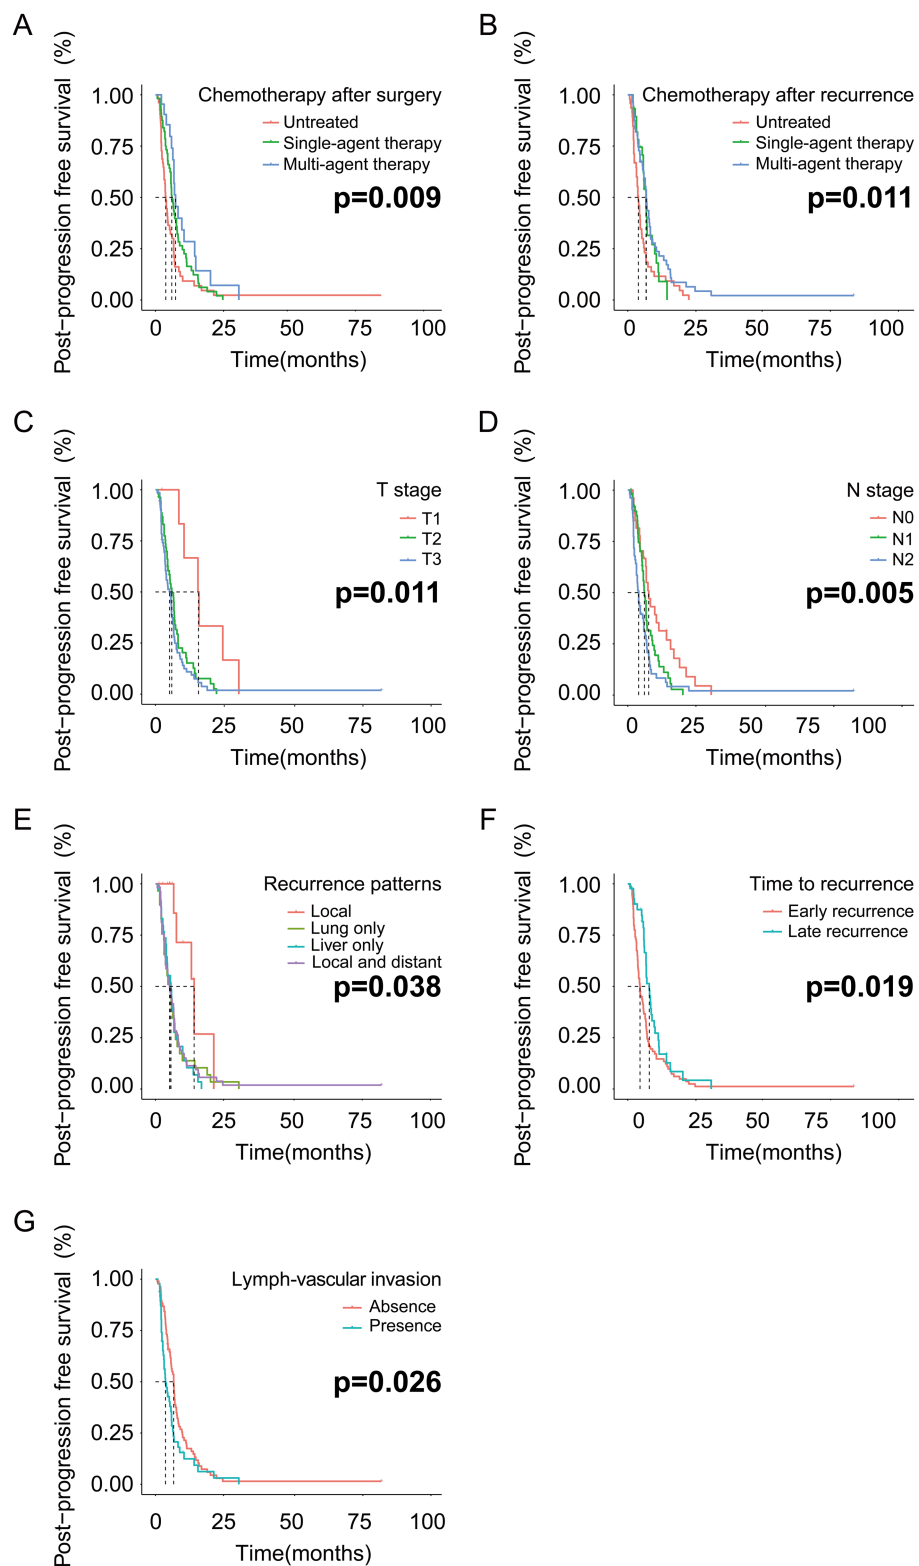 A
Post−progression free survival (%)
1.00
0.75
0.50
0.25
0.00
Chemotherapy after surgery
Untreated
Single-agent therapy
Multi-agent therapy
p=0.009
0 25 50 75 100
Time(months)
B
Post−progression free survival (%)
1.00
0.75
0.50
0.25
0.00
Chemotherapy after recurrence
Untreated
Single-agent therapy
Multi-agent therapy
p=0.011
0 25 50 75 100
Time(months)
C
Post−progression free survival (%)
1.00
0.75
0.50
0.25
0.00
T stage
T1
T2
T3
p=0.011
0 25 50 75 100
Time(months)
D
Post−progression free survival (%)
1.00
0.75
0.50
0.25
0.00
N stage
N0
N1
N2
p=0.005
0 25 50 75 100
Time(months)
E
Post−progression free survival (%)
1.00
0.75
0.50
0.25
0.00
Recurrence patterns
Local
Lung only
Liver only
Local and distant
p=0.038
0 25 50 75 100
Time(months)
F
Post−progression free survival (%)
1.00
0.75
0.50
0.25
0.00
Time to recurrence
Early recurrence
Late recurrence
p=0.019
0 25 50 75 100
Time(months)
G
Post−progression free survival (%)
1.00
0.75
0.50
0.25
0.00
Lymph-vascular invasion
Absence
Presence
p=0.026
0 25 50 75 100
Time(months)